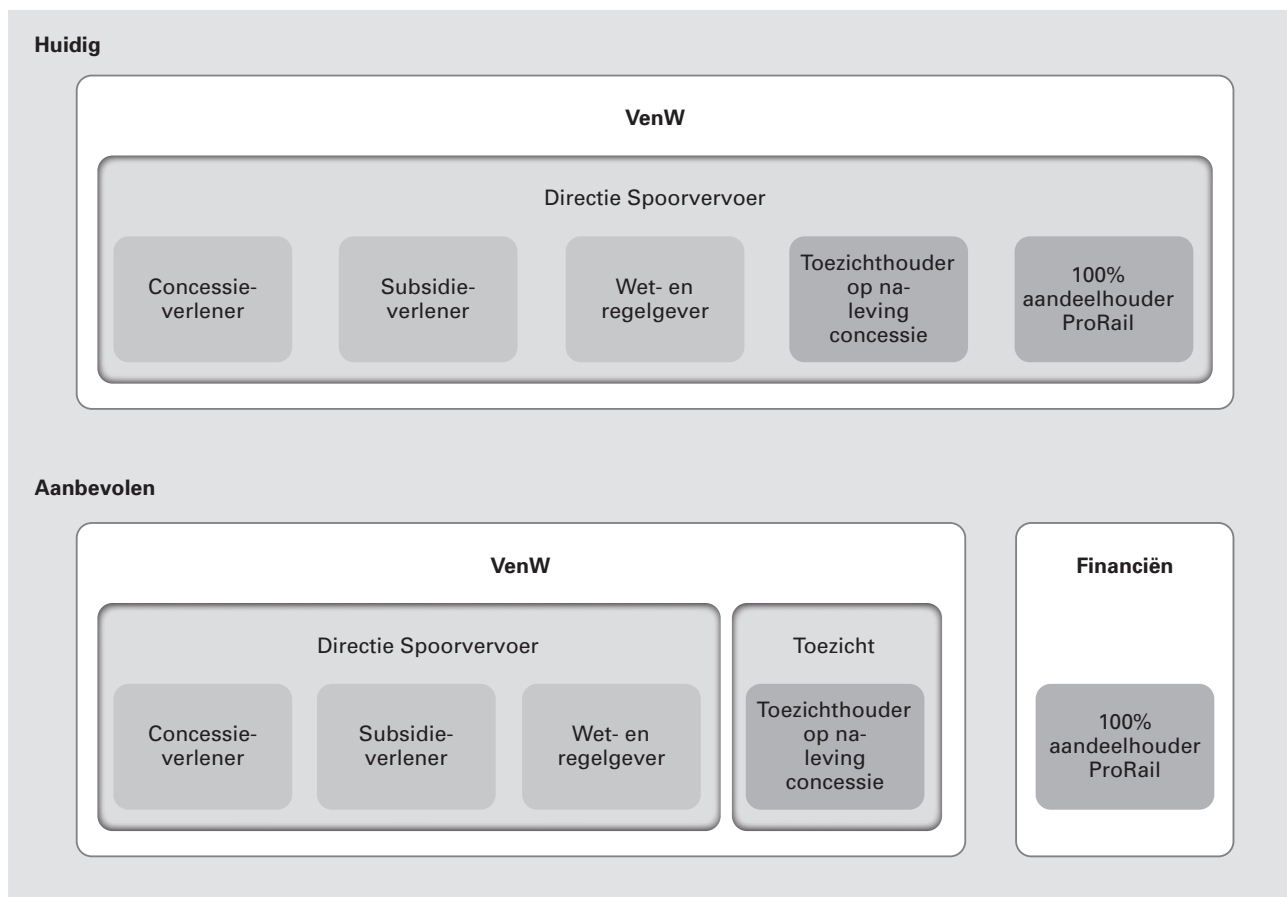 Huidig
VenW
Directie Spoorvervoer
Concessie-
verlener
Subsidie-
verlener
Wet- en
regelgever
Toezichthouder
op na-
leving
concessie
100%
aandeelhouder
ProRail
Aanbevolen
VenW
Directie Spoorvervoer
Concessie-
verlener
Subsidie-
verlener
Wet- en
regelgever
Toezicht
Toezichthouder
op na-
leving
concessie
Financiën
100%
aandeelhouder
ProRail